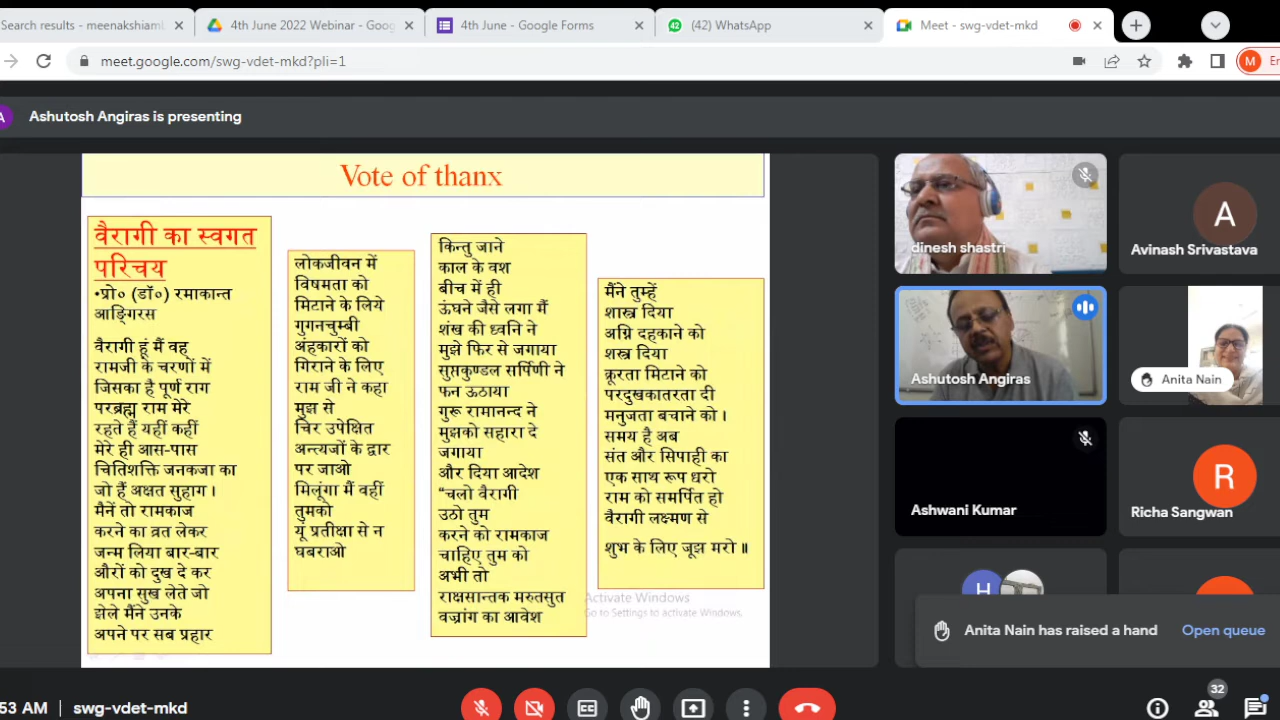 Search results - meenakshiamb
4th June 2022 Webinar - Goog
4th June - Google Forms
(42) WhatsApp
Meet - swg-vdet-mkd
meet.google.com/swg-vdet-mkd?pli=1
M
Er
A
Ashutosh Angiras is presenting
Vote of thanx
वैरागी का स्वगत
परिचय
•प्रो० (डॉ०) रमाकान्त
आङ्गिरस
वैरागी हूं मैं वह
रामजी के चरणों में
जिसका है पूर्ण राग
परब्रह्म राम मेरे
रहते हैं यहीं कहीं
मेरे ही आस-पास
चितिशक्ति जनकजा का
जो हैं अक्षत सुहाग।
मैनें तो रामकाज
करने का व्रत लेकर
जन्म लिया बार-बार
औरों को दुख दे कर
अपना सुख लेते जो
झेले मैंने उनके
अपने पर सब प्रहार
लोकजीवन में
विषमता को
मिटाने के लिये
गुगनचुम्बी
अंहकारों को
गिराने के लिए
राम जी ने कहा
मुझ से
चिर उपेक्षित
अन्त्यजों के द्वार
पर जाओ
मिलूंगा मैं वहीं
तुमको
यू प्रतीक्षा से न
घबराओ
किन्तु जाने
काल के वश
बीच में ही
ऊंघने जैसे लगा मैं
शंख की ध्वनि ने
मुझे फिर से जगाया
सुप्तकुण्डल सर्पिणी ने
फन ऊठाया
गुरू रामानन्द ने
मुझको सहारा दे
जगाया
और दिया आदेश
“चलो वैरागी
उठो तुम
करने को रामकाज
चाहिए तुम को
अभी तो
राक्षसान्तक मरुतसुत
वज्रांग का आवेश
मैंने तुम्हें
शास्त्र दिया
अग्नि दहकाने को
शस्त्र दिया
क्रूरता मिटाने को
परदुखकातरता दी
मनुजता बचाने को।
समय है अब
संत और सिपाही का
एक साथ रूप धरो
राम को समर्पित हो
वैरागी लक्ष्मण से
शुभ के लिए जूझ मरो॥
Activate Windows
Go to Settings to activate Windows.
dinesh shastri
A
Avinash Srivastava
Ashutosh Angiras
Anita Nain
Ashwani Kumar
R
Richa Sangwan
H
Anita Nain has raised a hand
Open queue
53 AM
swg-vdet-mkd
32